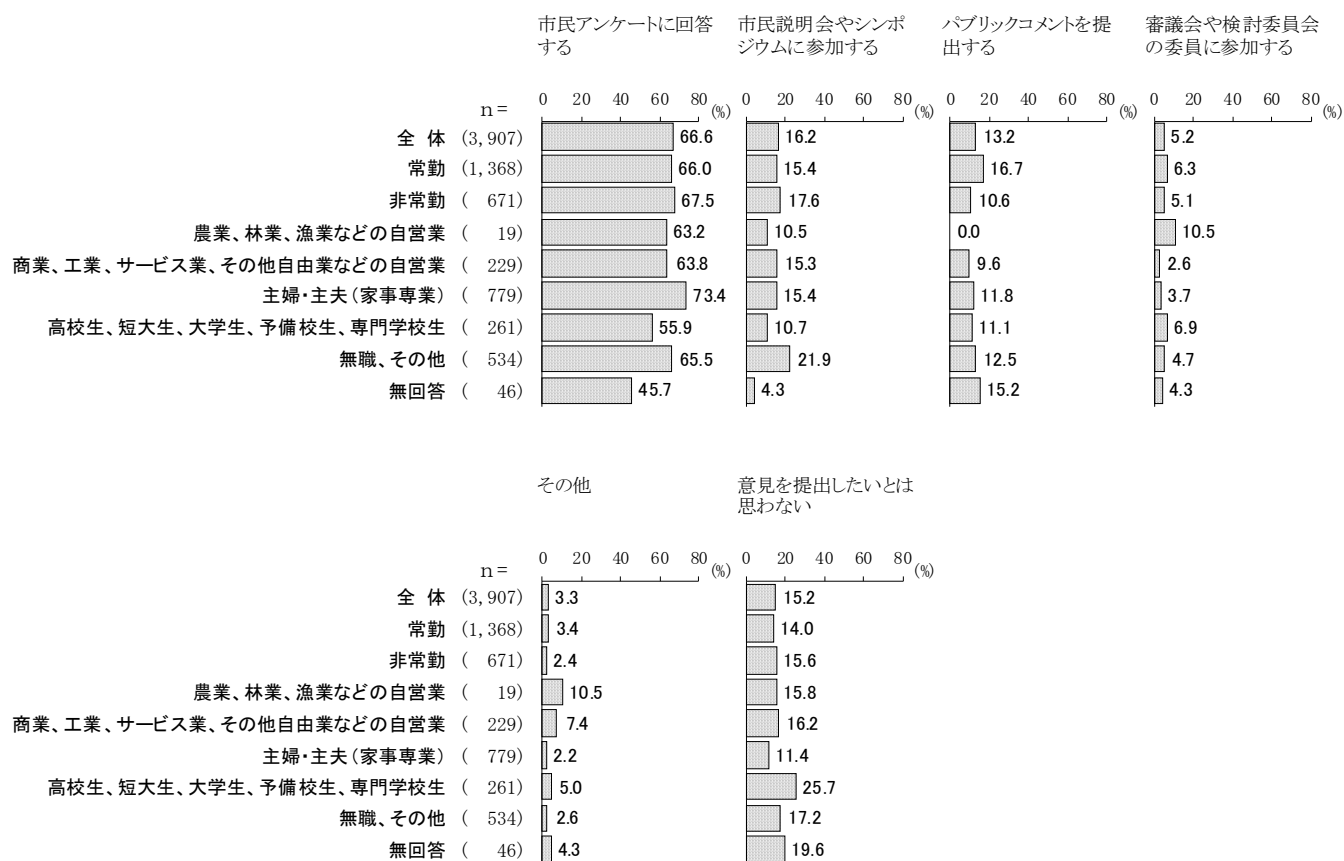 市民アンケートに回答
する
市民説明会やシンポ
ジウムに参加する
パブリックコメントを提
出する
審議会や検討委員会
の委員に参加する
n=
0 20 40 60 80 (%)
0 20 40 60 80 (%)
0 20 40 60 80 (%)
0 20 40 60 80 (%)
全 体 (3,907) 66.6 16.2 13.2 5.2
常勤 (1,368) 66.0 15.4 16.7 6.3
非常勤 ( 671) 67.5 17.6 10.6 5.1
農業、林業、漁業などの自営業 ( 19) 63.2 10.5 0.0 10.5
商業、工業、サービス業、その他自由業などの自営業 ( 229) 63.8 15.3 9.6 2.6
主婦・主夫(家事専業) ( 779) 73.4 15.4 11.8 3.7
高校生、短大生、大学生、予備校生、専門学校生 ( 261) 55.9 10.7 11.1 6.9
無職、その他 ( 534) 65.5 21.9 12.5 4.7
無回答 ( 46) 45.7 4.3 15.2 4.3
その他
意見を提出したいとは
思わない
n=
0 20 40 60 80 (%)
0 20 40 60 80 (%)
全 体 (3,907) 3.3 15.2
常勤 (1,368) 3.4 14.0
非常勤 ( 671) 2.4 15.6
農業、林業、漁業などの自営業 ( 19) 10.5 15.8
商業、工業、サービス業、その他自由業などの自営業 ( 229) 7.4 16.2
主婦・主夫(家事専業) ( 779) 2.2 11.4
高校生、短大生、大学生、予備校生、専門学校生 ( 261) 5.0 25.7
無職、その他 ( 534) 2.6 17.2
無回答 ( 46) 4.3 19.6